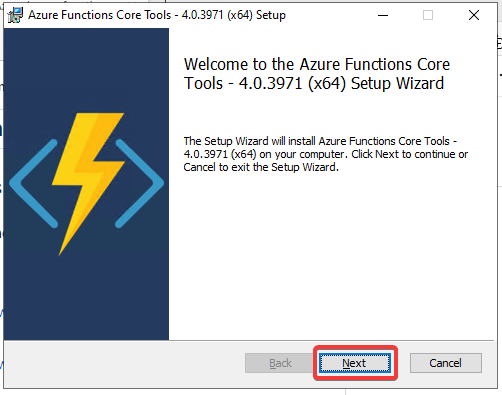 Azure Functions Core Tools - 4.0.3971 (x64) Setup
Welcome to the Azure Functions Core
Tools - 4.0.3971 (x64) Setup Wizard
The Setup Wizard will install Azure Functions Core Tools -
4.0.3971 (x64) on your computer. Click Next to continue or
Cancel to exit the Setup Wizard.
Back
Next
Cancel